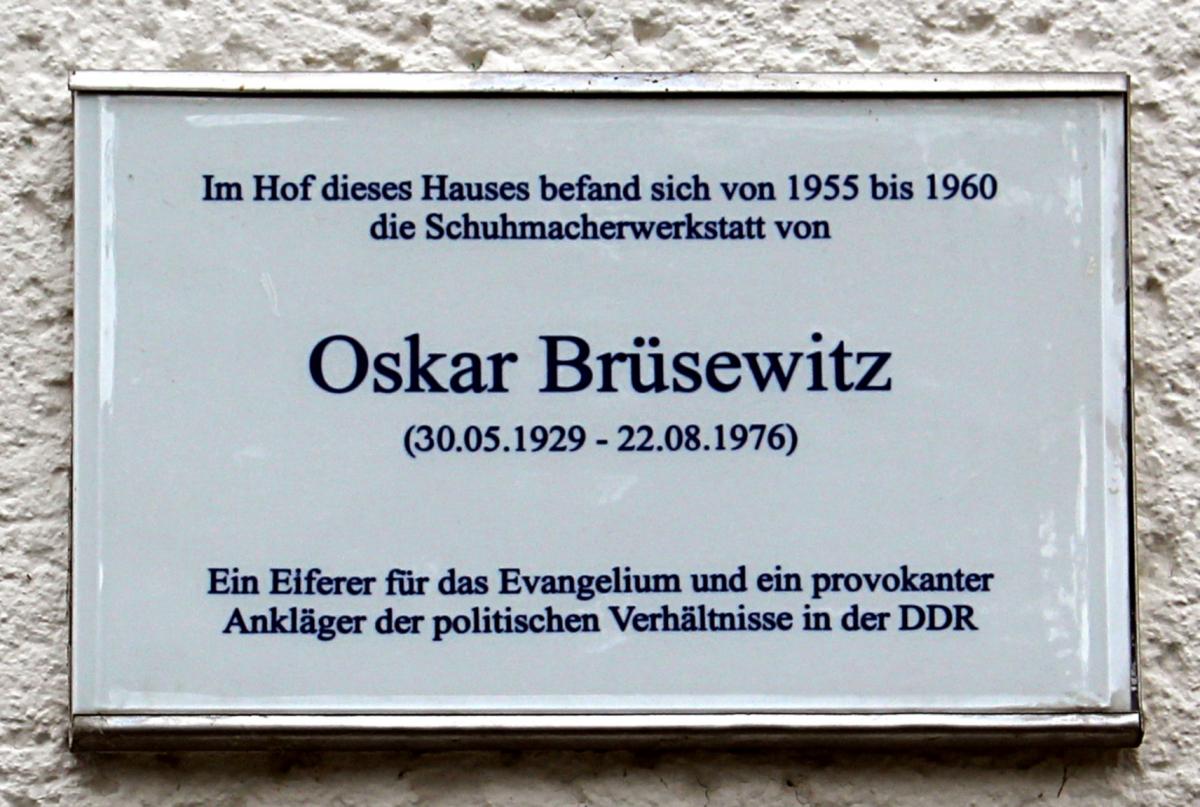 Im Hof dieses Hauses befand sich von 1955 bis 1960
die Schuhmacherwerkstatt von
Oskar Brüsewitz
(30.05.1929 - 22.08.1976)
Ein Eiferer für das Evangelium und ein provokanter
Ankläger der politischen Verhältnisse in der DDR